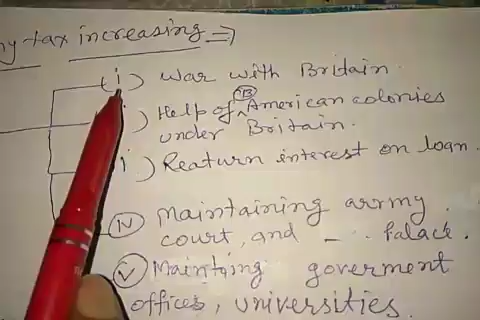 tax increasing ⇒
(i) War with Britain.
) Help of 13 American colonies
under Britain.
) Reaturn interest on loan.
(iv) Maintaining army
court, and - . . Palace.
(v) Maintaing goverment
offices, universities.